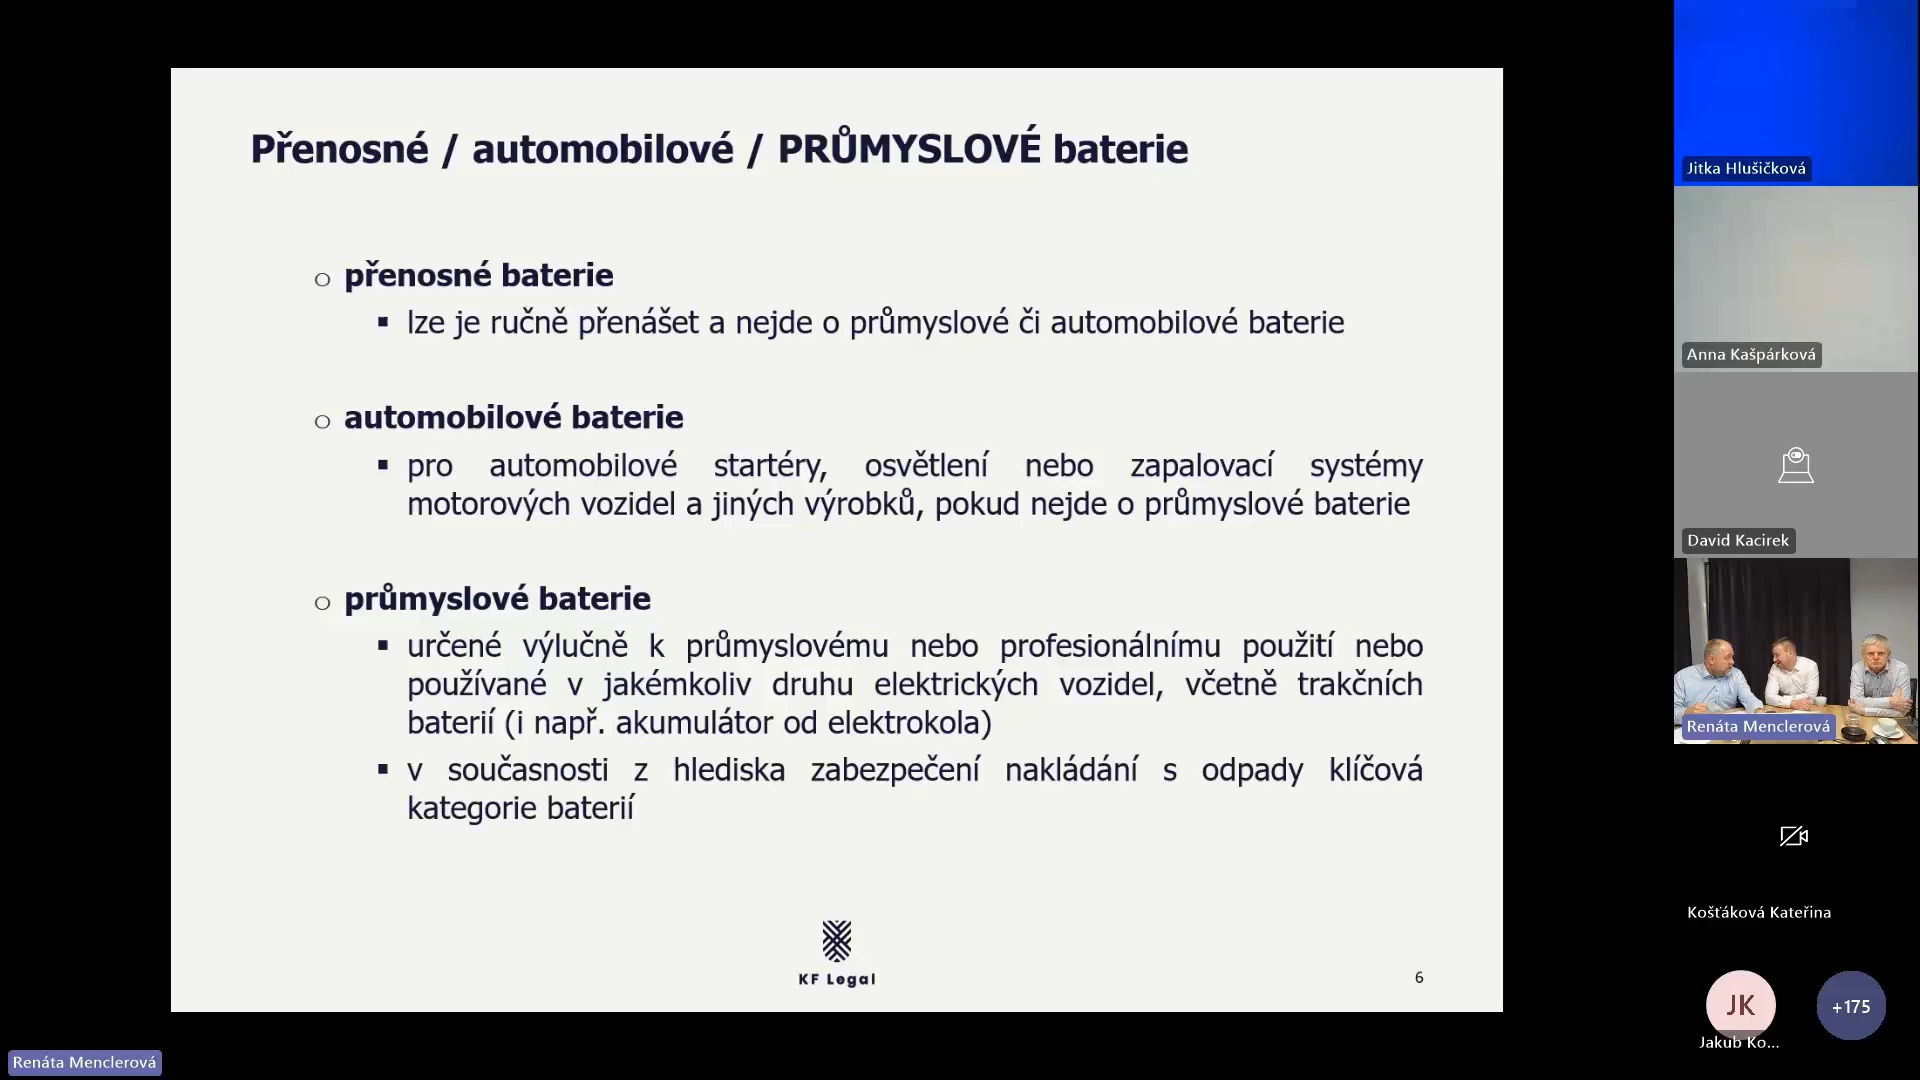 Přenosné / automobilové / PRŮMYSLOVÉ baterie
o přenosné baterie
▪ lze je ručně přenášet a nejde o průmyslové či automobilové baterie
o automobilové baterie
▪ pro automobilové startéry, osvětlení nebo zapalovací systémy
motorových vozidel a jiných výrobků, pokud nejde o průmyslové baterie
o průmyslové baterie
▪ určené výlučně k průmyslovému nebo profesionálnímu použití nebo
používané v jakémkoliv druhu elektrických vozidel, včetně trakčních
baterií (i např. akumulátor od elektrokola)
▪ v současnosti z hlediska zabezpečení nakládání s odpady klíčová
kategorie baterií
KF Legal
6
Jitka Hlušičková
Anna Kašpárková
David Kacirek
Renáta Menclerová
Košťáková Kateřina
JK
+175
Jakub Ko...
Renáta Menclerová